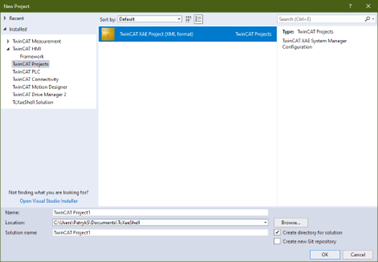 New Project
Recent
Installed
TwinCAT Measurement
TwinCAT HMI
Framework
TwinCAT Projects
TwinCAT PLC
TwinCAT Connectivity
TwinCAT Motion Designer
TwinCAT Drive Manager 2
TcXaeShell Solution
Not finding what you are looking for?
Open Visual Studio Installer
Sort by: Default
TwinCAT XAE Project (XML format) TwinCAT Projects
Search (Ctrl+E)
Type: TwinCAT Projects
TwinCAT XAE System Manager
Configuration
Name: TwinCAT Project1
Location: C:\Users\PatrykS\Documents\TcXaeShell
Browse...
Solution name TwinCAT Project1
Create directory for solution
Create new Git repository
OK Cancel